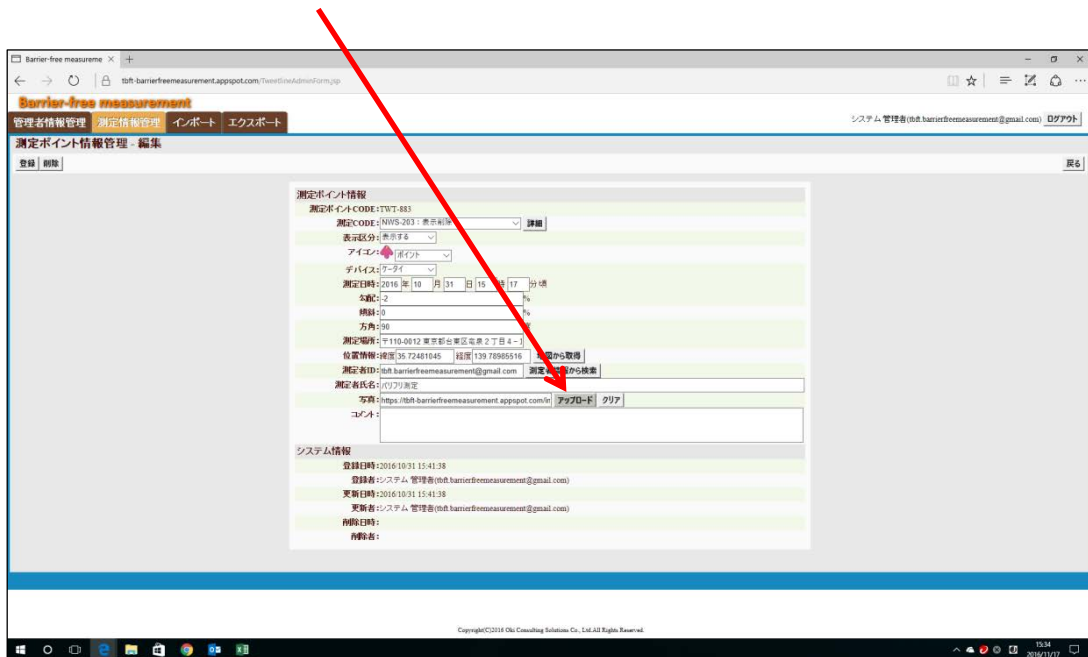 Barrier-free measureme
tbft-barrierfreemeasurement.appspot.com/TweetlineAdminForm.jsp
Barrier-free measurement
管理者情報管理 測定情報管理 インポート エクスポート
システム 管理者(tbft.barrierfreemeasurement@gmail.com) ログアウト
測定ポイント情報管理 - 編集
登録 削除 戻る
測定ポイント情報
測定ポイントCODE:TWT-883
測定CODE:NWS-203：表示削除 詳細
表示区分:表示する
アイコン: ポイント
デバイス:ケータイ
測定日時:2016 年 10 月 31 日 15 時 17 分頃
勾配:-2 %
傾斜:0 %
方角:90
測定場所:〒110-0012 東京都台東区竜泉２丁目４−1
位置情報:緯度 35.72481045 経度 139.78985516 地図から取得
測定者ID:tbft.barrierfreemeasurement@gmail.com 測定者情報から検索
測定者氏名:バリフリ測定
写真:https://tbft-barrierfreemeasurement.appspot.com/ir アップロード クリア
コメント:
システム情報
登録日時:2016/10/31 15:41:38
登録者:システム 管理者(tbft.barrierfreemeasurement@gmail.com)
更新日時:2016/10/31 15:41:38
更新者:システム 管理者(tbft.barrierfreemeasurement@gmail.com)
削除日時:
削除者:
Copyright(C)2016 Oki Consulting Solutions Co., Ltd.All Rights Reserved.
15:34
2016/11/17